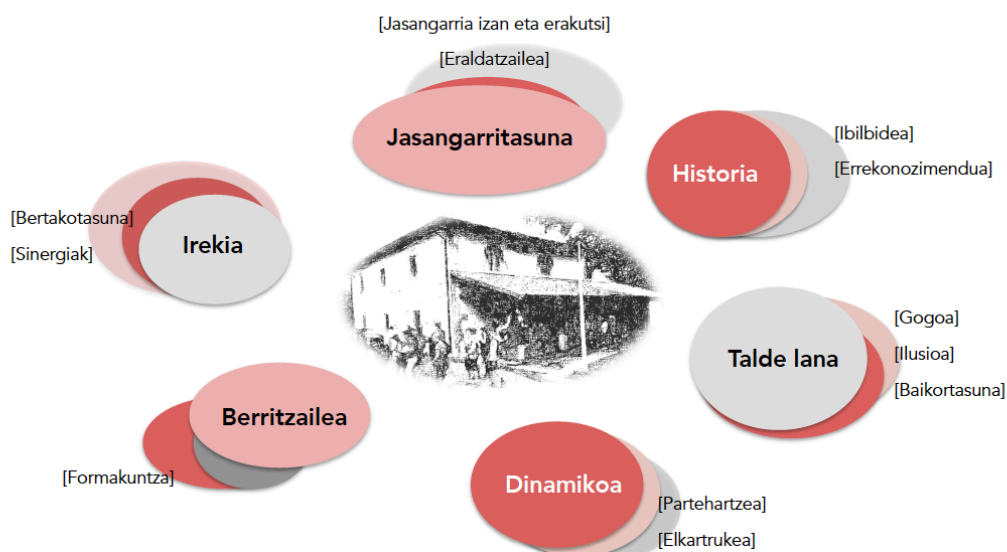 [Jasangarria izan eta erakutsi]
[Eraldatzailea]
Jasangarritasuna
Historia
[Ibilbidea]
[Errekonozimendua]
[Bertakotasuna]
[Sinergiak]
Irekia
Talde lana
[Gogoa]
[Ilusioa]
[Baikortasuna]
Berritzailea
[Formakuntza]
Dinamikoa
[Partehartzea]
[Elkartrukea]